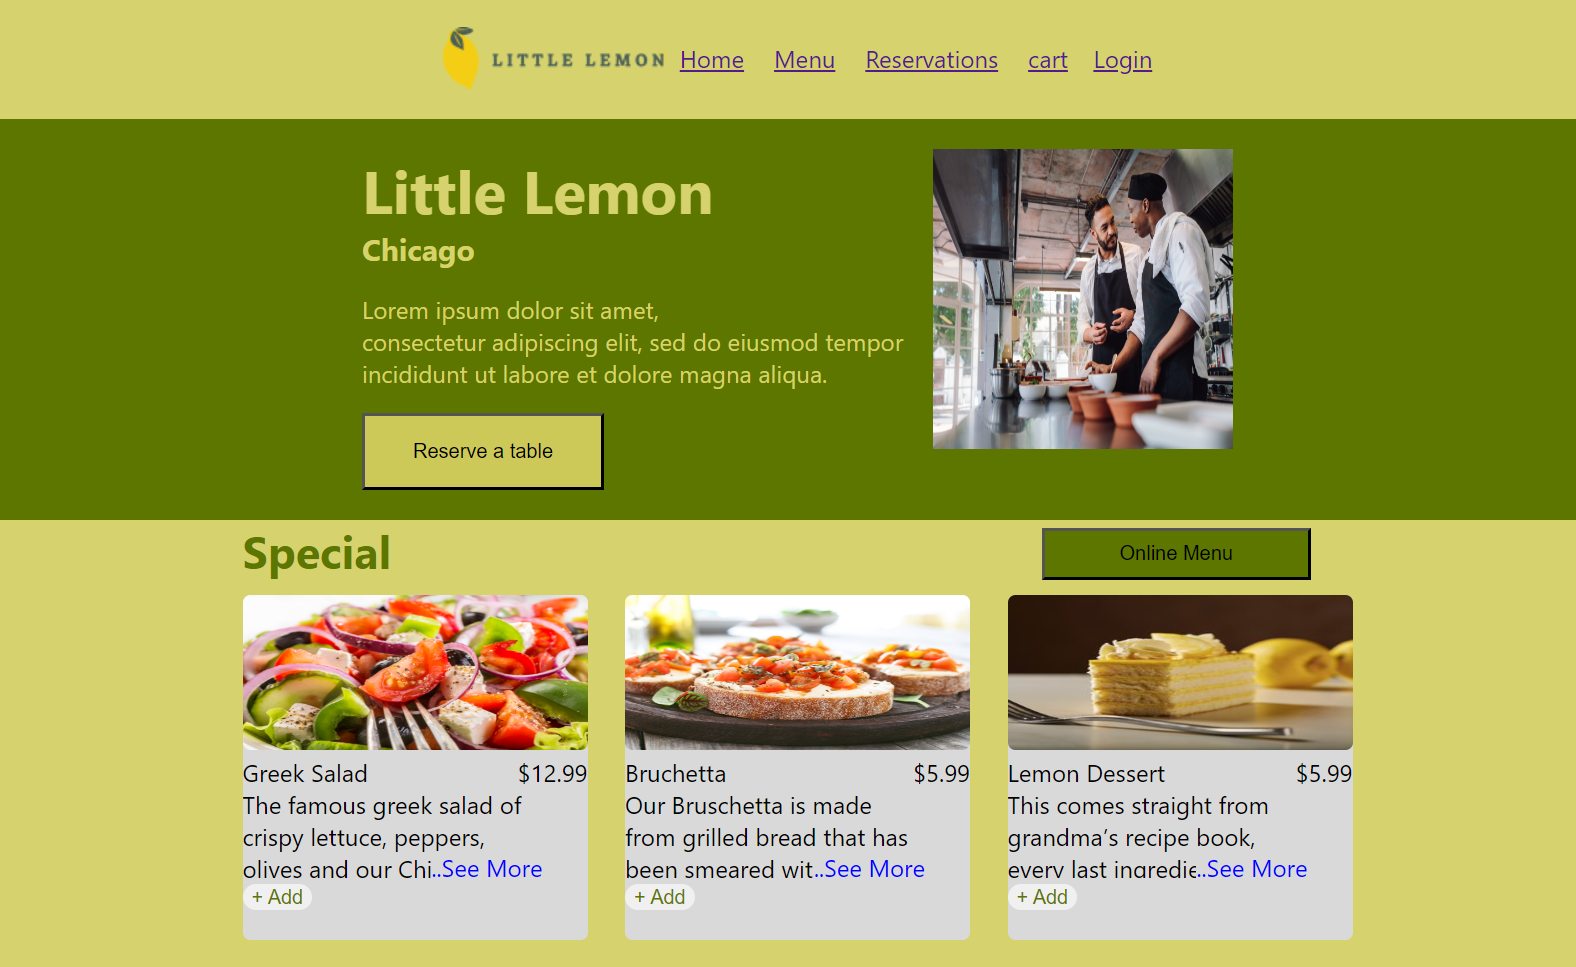 LITTLE LEMON
Home Menu Reservations cart Login
Little Lemon
Chicago
Lorem ipsum dolor sit amet,
consectetur adipiscing elit, sed do eiusmod tempor
incididunt ut labore et dolore magna aliqua.
Reserve a table
Special
Online Menu
Greek Salad $12.99
The famous greek salad of
crispy lettuce, peppers,
olives and our Chi..See More
+ Add
Bruchetta $5.99
Our Bruschetta is made
from grilled bread that has
been smeared wit..See More
+ Add
Lemon Dessert $5.99
This comes straight from
grandma’s recipe book,
every last ingredie..See More
+ Add